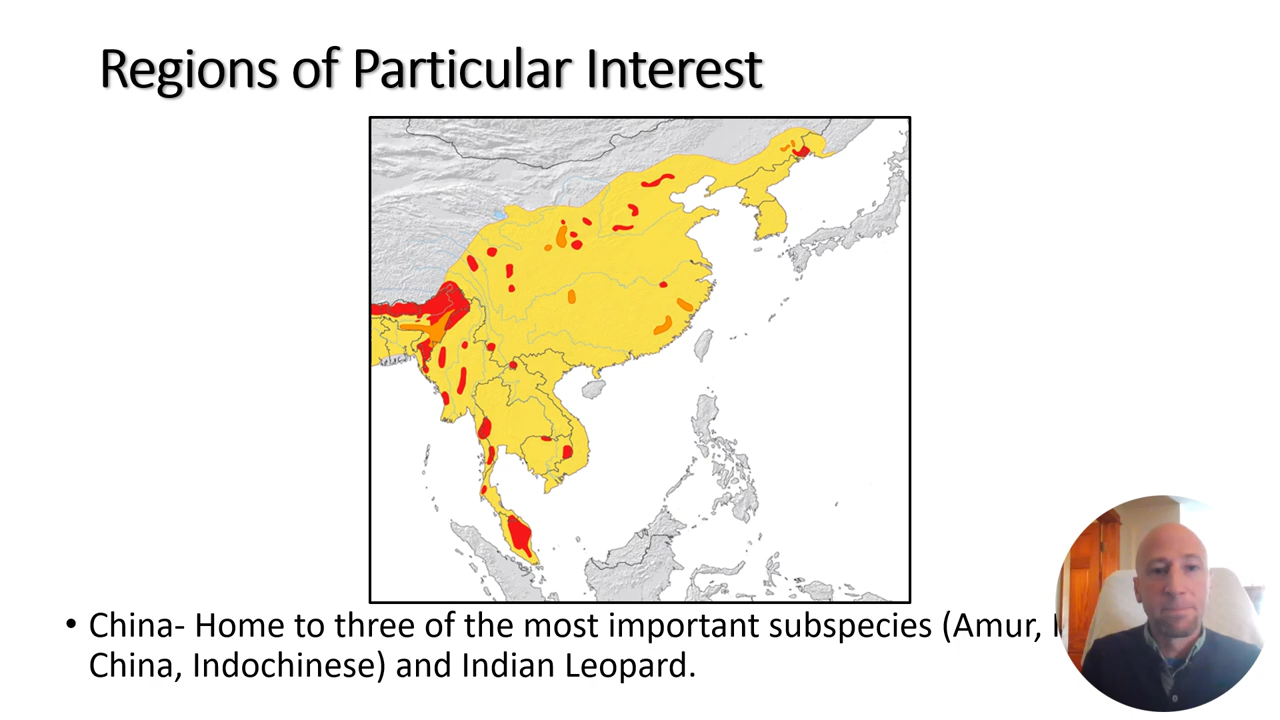 Regions of Particular Interest
• China- Home to three of the most important subspecies (Amur,
China, Indochinese) and Indian Leopard.